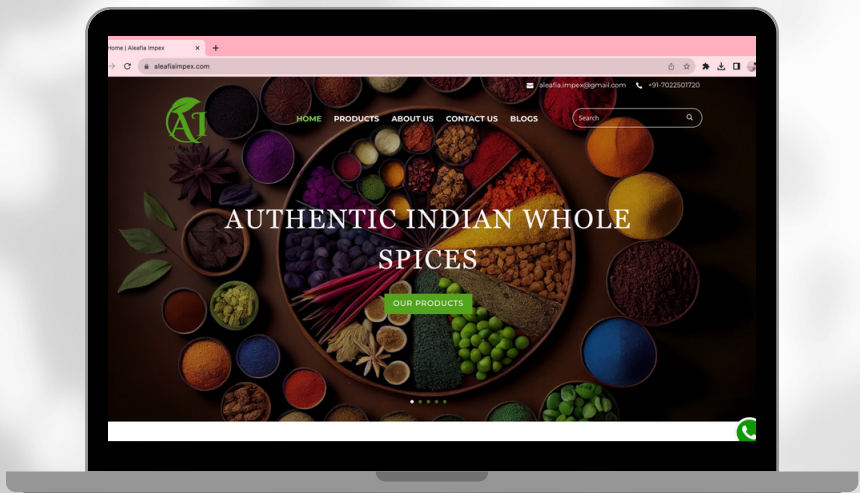 Home | Aleafia Impex
aleafiaimpex.com
aleafia.impex@gmail.com +91-7022501720
AI
HOME PRODUCTS ABOUT US CONTACT US BLOGS Search
AUTHENTIC INDIAN WHOLE
SPICES
OUR PRODUCTS